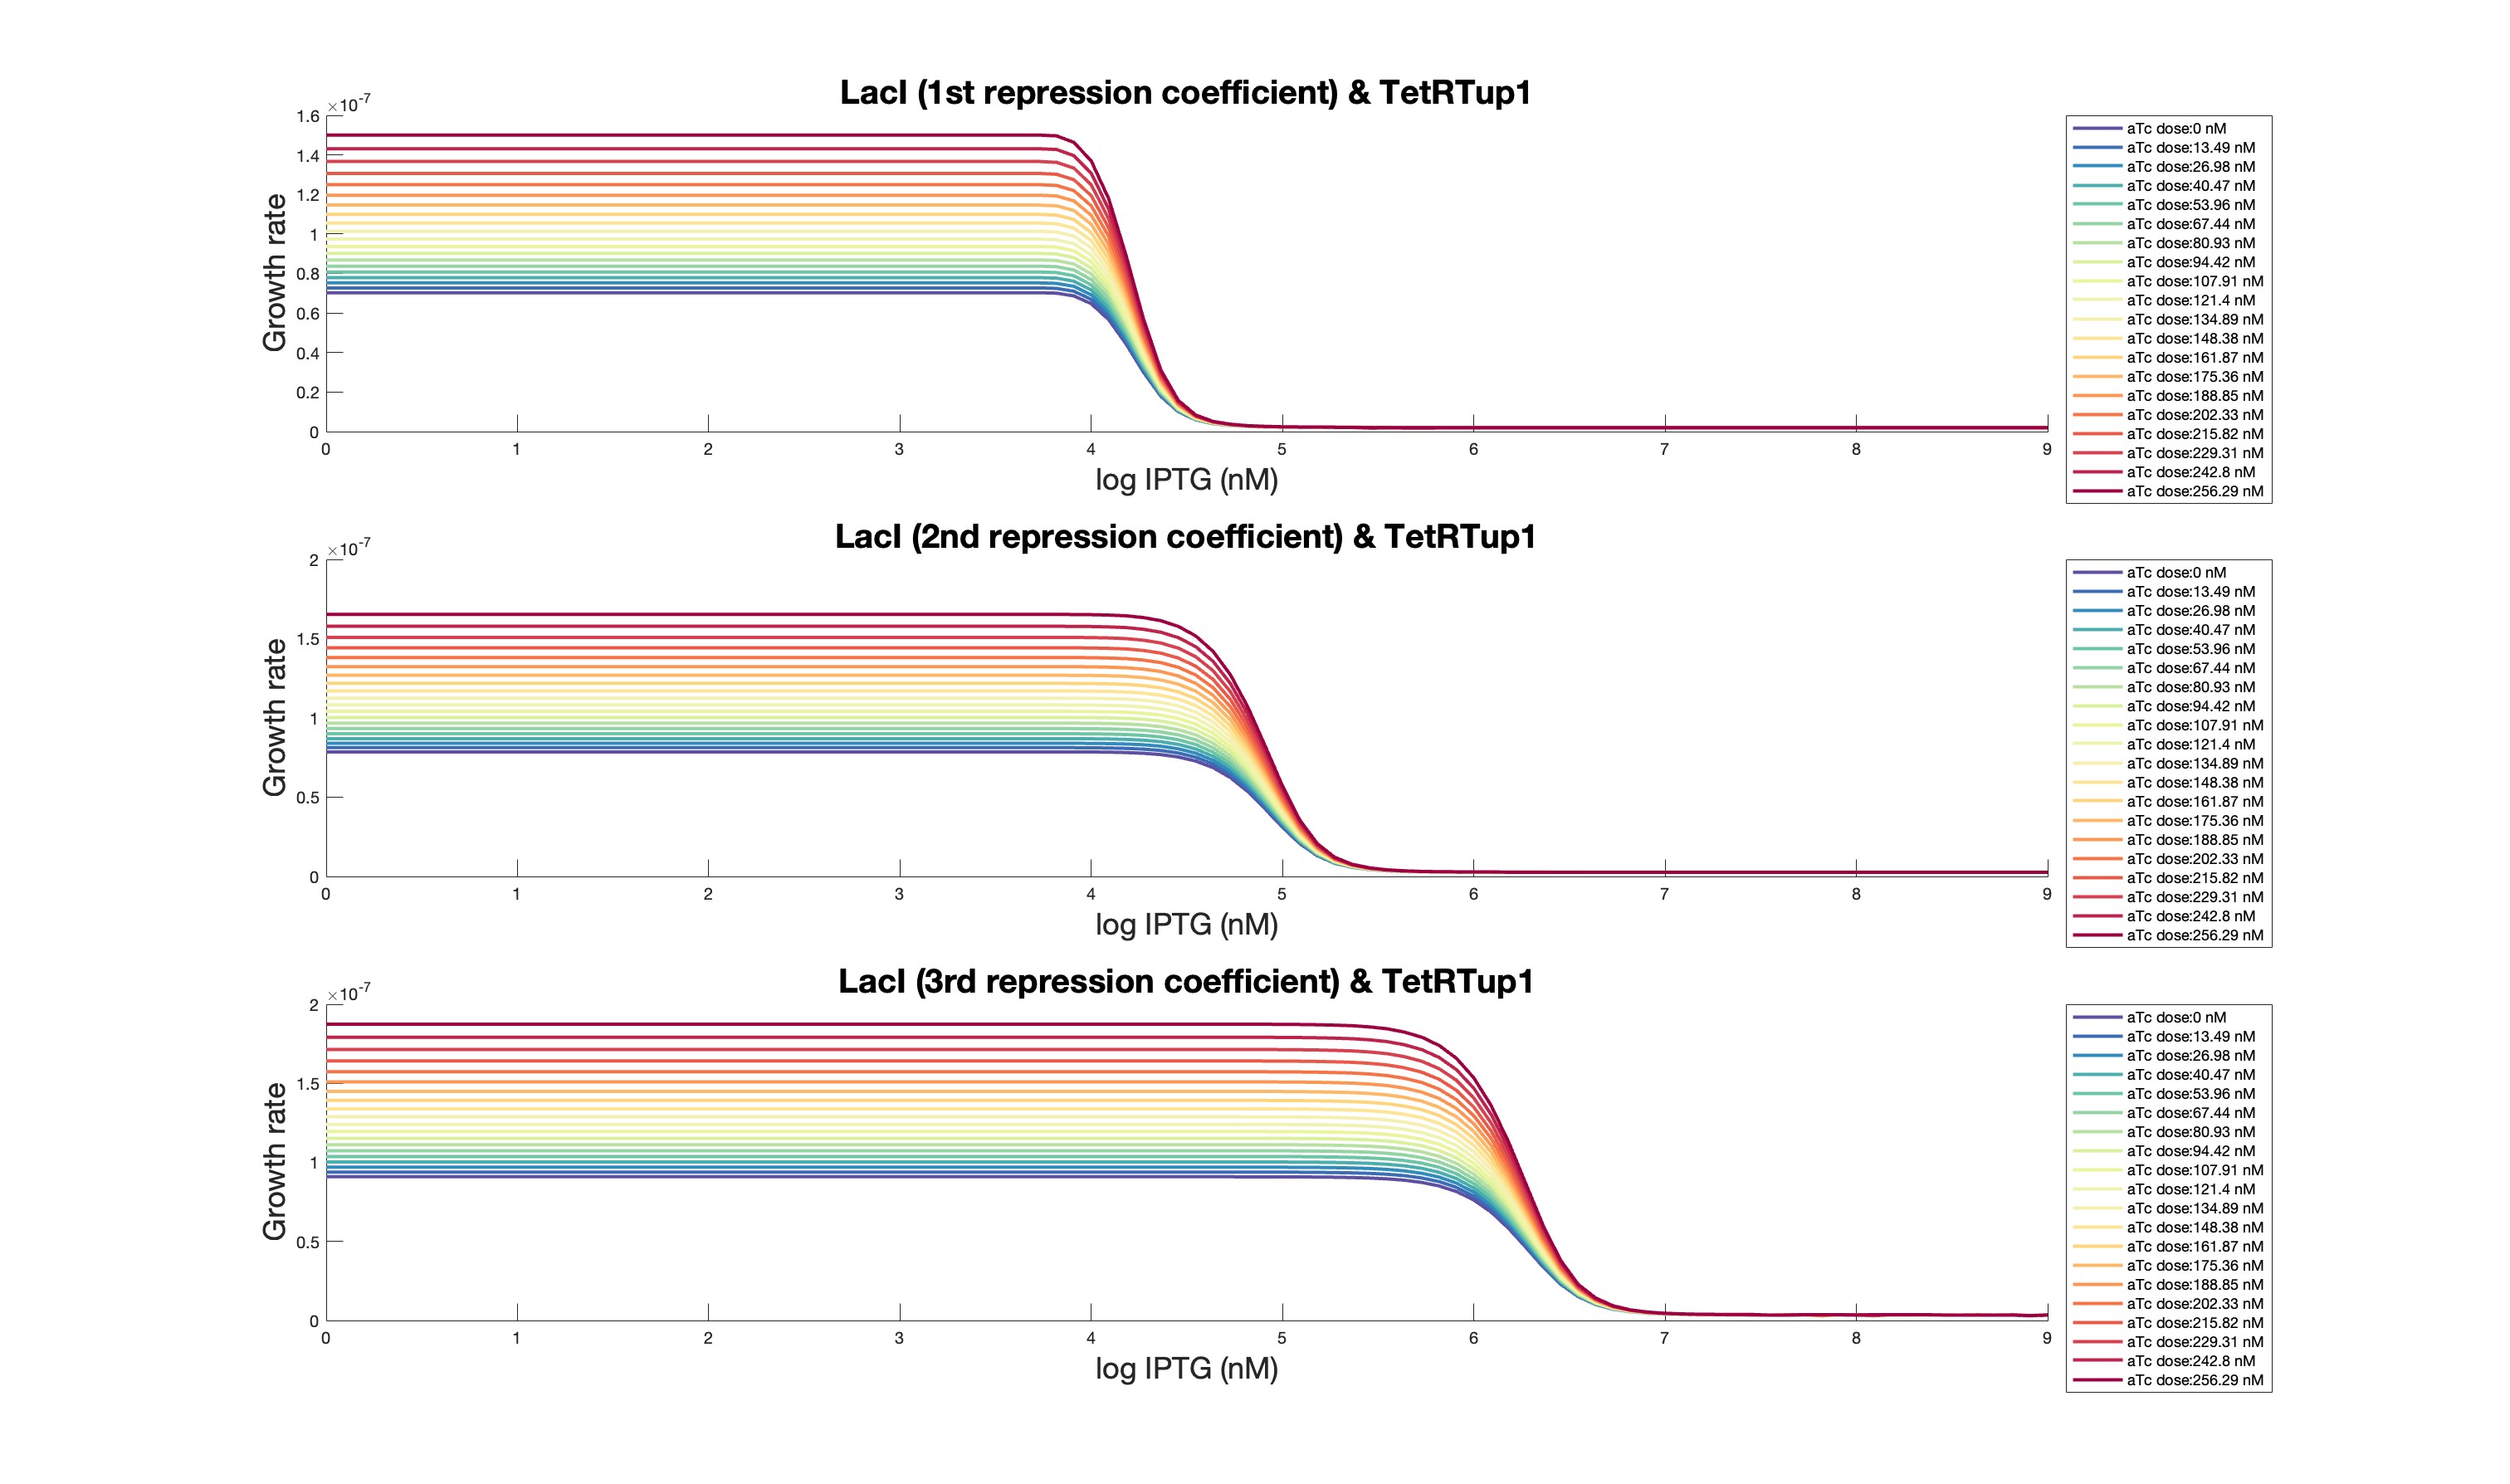 LacI (1st repression coefficient) & TetRTup1
×10-7
1.6
1.4
1.2
1
0.8
0.6
0.4
0.2
0
Growth rate
0 1 2 3 4 5 6 7 8 9
log IPTG (nM)
aTc dose:0 nM
aTc dose:13.49 nM
aTc dose:26.98 nM
aTc dose:40.47 nM
aTc dose:53.96 nM
aTc dose:67.44 nM
aTc dose:80.93 nM
aTc dose:94.42 nM
aTc dose:107.91 nM
aTc dose:121.4 nM
aTc dose:134.89 nM
aTc dose:148.38 nM
aTc dose:161.87 nM
aTc dose:175.36 nM
aTc dose:188.85 nM
aTc dose:202.33 nM
aTc dose:215.82 nM
aTc dose:229.31 nM
aTc dose:242.8 nM
aTc dose:256.29 nM
LacI (2nd repression coefficient) & TetRTup1
×10-7
2
1.5
1
0.5
0
Growth rate
0 1 2 3 4 5 6 7 8 9
log IPTG (nM)
aTc dose:0 nM
aTc dose:13.49 nM
aTc dose:26.98 nM
aTc dose:40.47 nM
aTc dose:53.96 nM
aTc dose:67.44 nM
aTc dose:80.93 nM
aTc dose:94.42 nM
aTc dose:107.91 nM
aTc dose:121.4 nM
aTc dose:134.89 nM
aTc dose:148.38 nM
aTc dose:161.87 nM
aTc dose:175.36 nM
aTc dose:188.85 nM
aTc dose:202.33 nM
aTc dose:215.82 nM
aTc dose:229.31 nM
aTc dose:242.8 nM
aTc dose:256.29 nM
LacI (3rd repression coefficient) & TetRTup1
×10-7
2
1.5
1
0.5
0
Growth rate
0 1 2 3 4 5 6 7 8 9
log IPTG (nM)
aTc dose:0 nM
aTc dose:13.49 nM
aTc dose:26.98 nM
aTc dose:40.47 nM
aTc dose:53.96 nM
aTc dose:67.44 nM
aTc dose:80.93 nM
aTc dose:94.42 nM
aTc dose:107.91 nM
aTc dose:121.4 nM
aTc dose:134.89 nM
aTc dose:148.38 nM
aTc dose:161.87 nM
aTc dose:175.36 nM
aTc dose:188.85 nM
aTc dose:202.33 nM
aTc dose:215.82 nM
aTc dose:229.31 nM
aTc dose:242.8 nM
aTc dose:256.29 nM